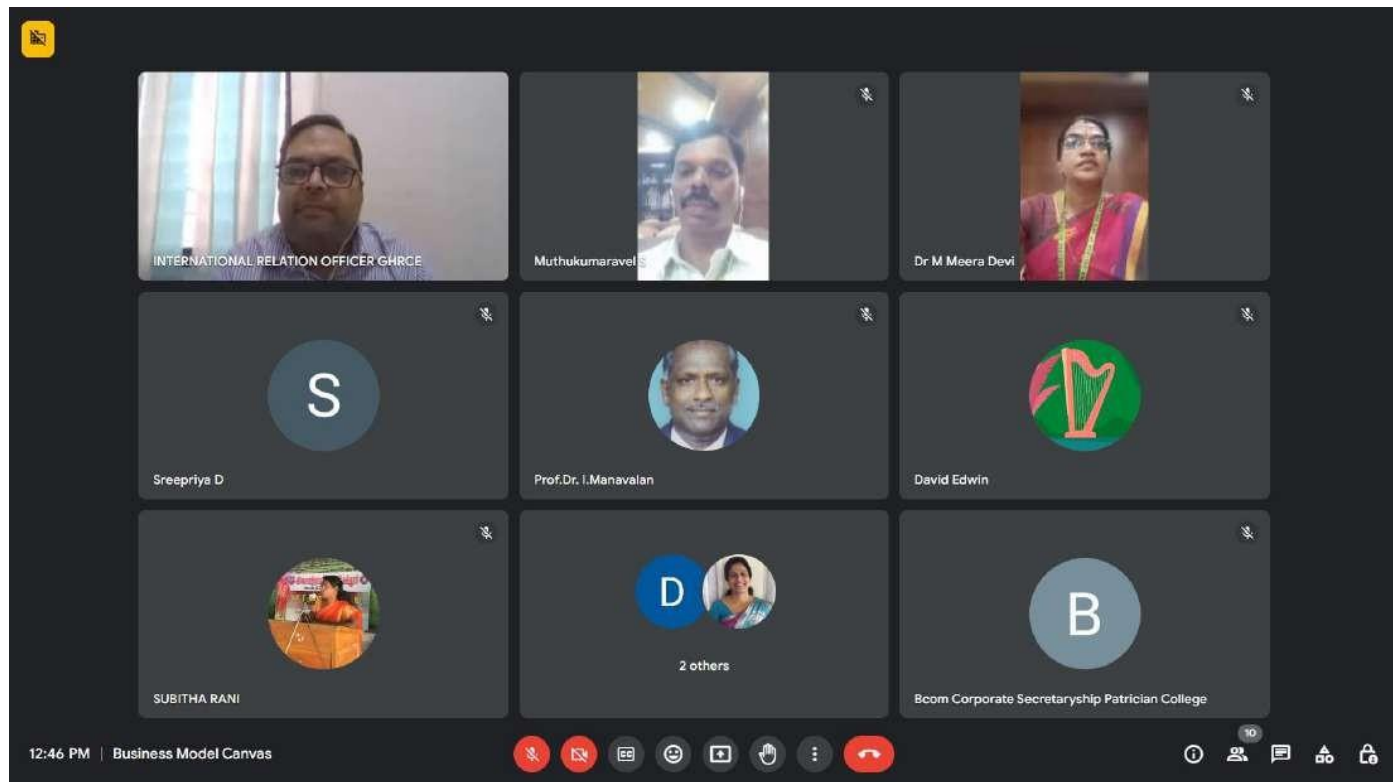 INTERNATIONAL RELATION OFFICER GHRCE
Muthukumaravel S
Dr M Meera Devi
S
Sreepriya D
Prof.Dr. I.Manavalan
David Edwin
SUBITHA RANI
D
2 others
B
Bcom Corporate Secretaryship Patrician College
12:46 PM | Business Model Canvas
CC
10